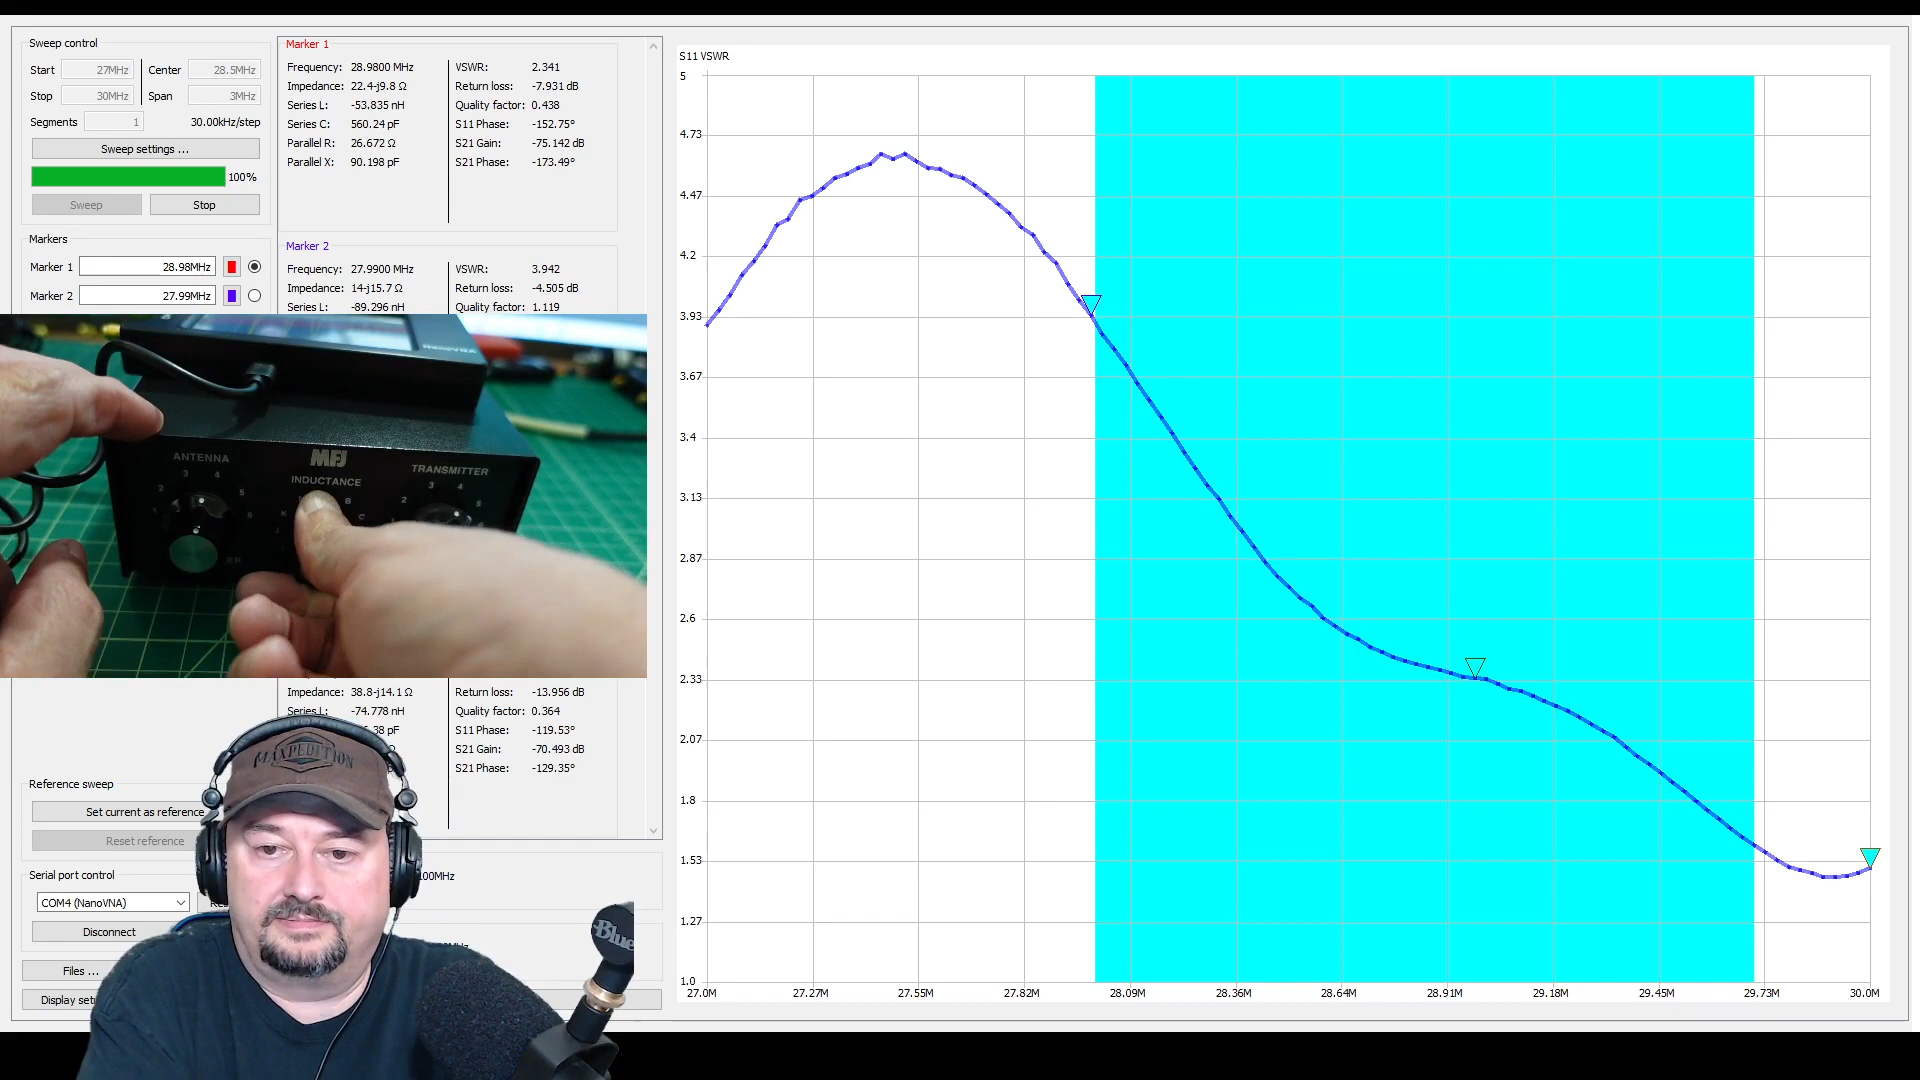 Sweep control
Start 27MHz Center 28.5MHz
Stop 30MHz Span 3MHz
Segments 1 30.00kHz/step
Sweep settings ...
100%
Sweep Stop
Markers
Marker 1 28.98MHz
Marker 2 27.99MHz
Marker 1
Frequency: 28.9800 MHz VSWR: 2.341
Impedance: 22.4-j9.8 Ω Return loss: -7.931 dB
Series L: -53.835 nH Quality factor: 0.438
Series C: 560.24 pF S11 Phase: -152.75°
Parallel R: 26.672 Ω S21 Gain: -75.142 dB
Parallel X: 90.198 pF S21 Phase: -173.49°
Marker 2
Frequency: 27.9900 MHz VSWR: 3.942
Impedance: 14-j15.7 Ω Return loss: -4.505 dB
Series L: -89.296 nH Quality factor: 1.119
ANTENNA MFJ TRANSMITTER
INDUCTANCE
Impedance: 38.8-j14.1 Ω Return loss: -13.956 dB
Series L: -74.778 nH Quality factor: 0.364
38 pF S11 Phase: -119.53°
S21 Gain: -70.493 dB
S21 Phase: -129.35°
Reference sweep
Set current as reference
Reset reference
Serial port control
COM4 (NanoVNA)
Disconnect
Files ...
100MHz
MAXPEDITION
Blue
S11 VSWR
5
4.73
4.47
4.2
3.93
3.67
3.4
3.13
2.87
2.6
2.33
2.07
1.8
1.53
1.27
1.0
27.0M 27.27M 27.55M 27.82M 28.09M 28.36M 28.64M 28.91M 29.18M 29.45M 29.73M 30.0M